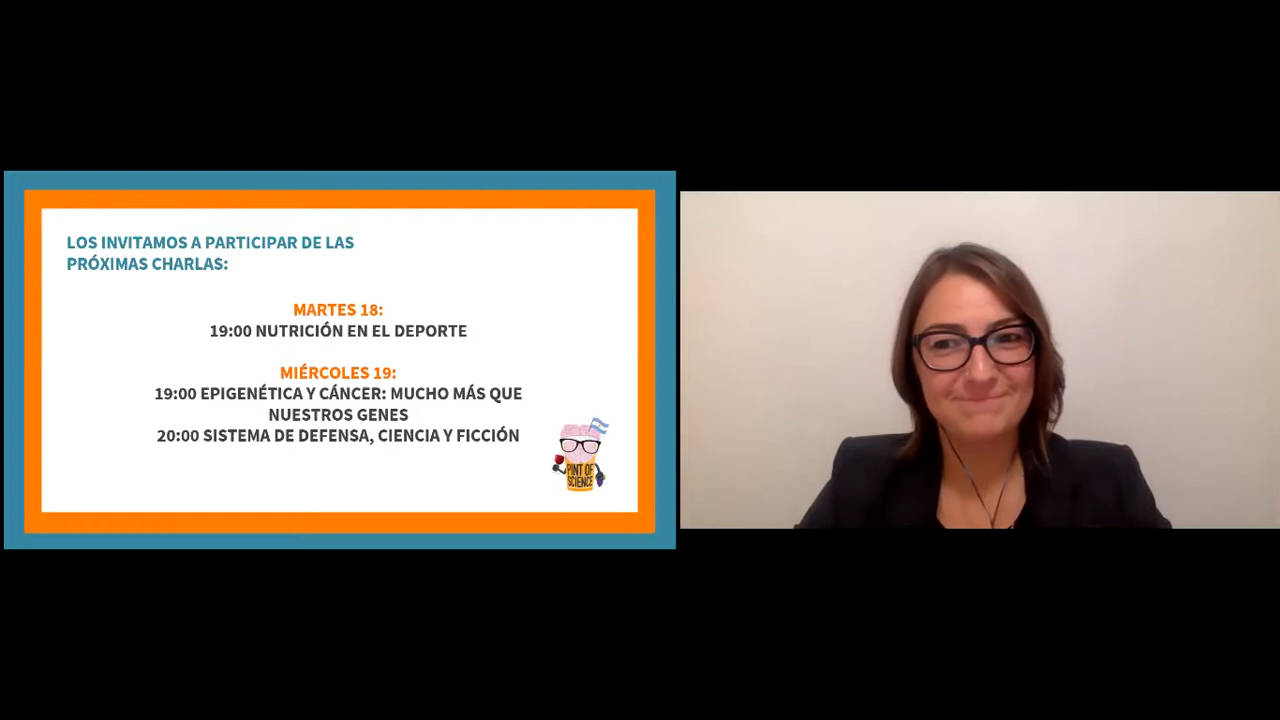 LOS INVITAMOS A PARTICIPAR DE LAS
PRÓXIMAS CHARLAS:
MARTES 18:
19:00 NUTRICIÓN EN EL DEPORTE
MIÉRCOLES 19:
19:00 EPIGENÉTICA Y CÁNCER: MUCHO MÁS QUE
NUESTROS GENES
20:00 SISTEMA DE DEFENSA, CIENCIA Y FICCIÓN
PINT OF
SCIENCE